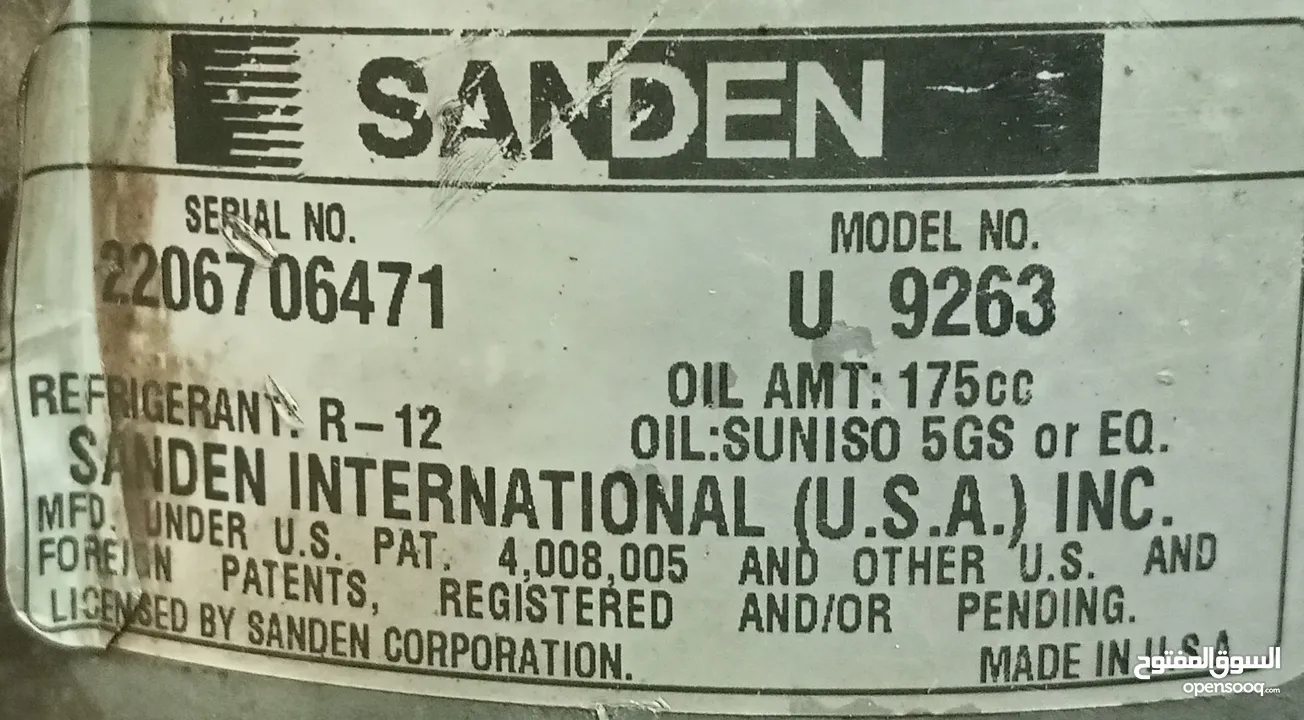 SANDEN
SERIAL NO.
2206706471
MODEL NO.
U 9263
REFRIGERANT: R-12
OIL AMT: 175cc
OIL:SUNISO 5GS or EQ.
SANDEN INTERNATIONAL (U.S.A.) INC.
MFD. UNDER U.S. PAT. 4,008,005 AND OTHER U.S. AND
FOREIGN PATENTS, REGISTERED AND/OR PENDING.
LICENSED BY SANDEN CORPORATION.
MADE IN U.S.A
السوق المفتوح
opensooq.com